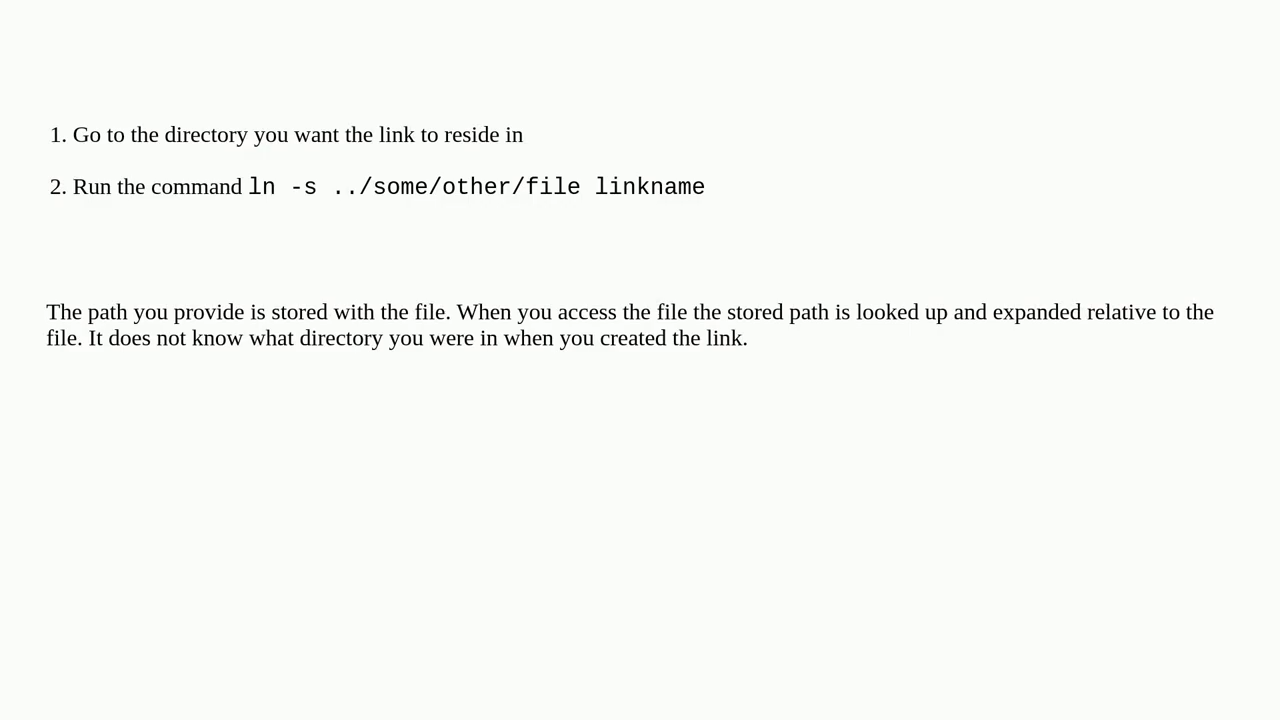 1. Go to the directory you want the link to reside in
2. Run the command ln -s ../some/other/file linkname
The path you provide is stored with the file. When you access the file the stored path is looked up and expanded relative to the
file. It does not know what directory you were in when you created the link.